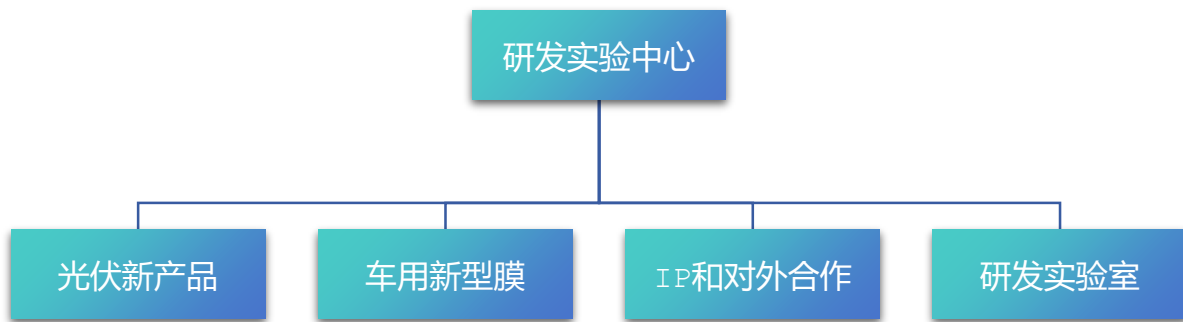 研发实验中心
光伏新产品
车用新型膜
IP和对外合作
研发实验室